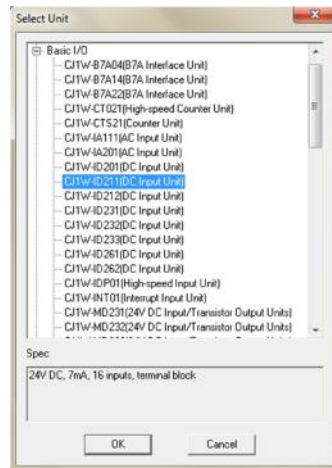 Select Unit
Basic I/O
CJ1W-B7A04(B7A Interface Unit)
CJ1W-B7A14(B7A Interface Unit)
CJ1W-B7A22(B7A Interface Unit)
CJ1W-CT021(High-speed Counter Unit)
CJ1W-CTS21(Counter Unit)
CJ1W-IA111(AC Input Unit)
CJ1W-IA201(AC Input Unit)
CJ1W-ID201(DC Input Unit)
CJ1W-ID211(DC Input Unit)
CJ1W-ID212(DC Input Unit)
CJ1W-ID231(DC Input Unit)
CJ1W-ID232(DC Input Unit)
CJ1W-ID233(DC Input Unit)
CJ1W-ID261(DC Input Unit)
CJ1W-ID262(DC Input Unit)
CJ1W-IDP01(High-speed Input Unit)
CJ1W-INT01(Interrupt Input Unit)
CJ1W-MD231(24V DC Input/Transistor Output Units)
CJ1W-MD232(24V DC Input/Transistor Output Units)
Spec
24V DC, 7mA, 16 inputs, terminal block
OK
Cancel